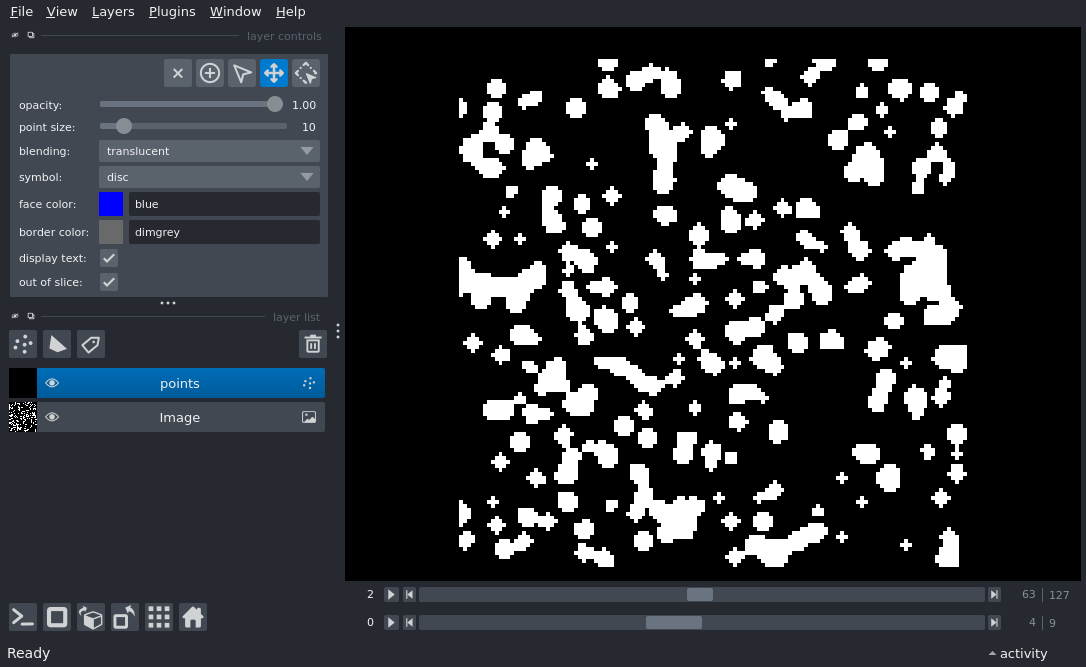 File View Layers Plugins Window Help
layer controls
opacity: 1.00
point size: 10
blending: translucent
symbol: disc
face color: blue
border color: dimgrey
display text:
out of slice:
layer list
points
Image
2 63 127
0 4 9
Ready activity